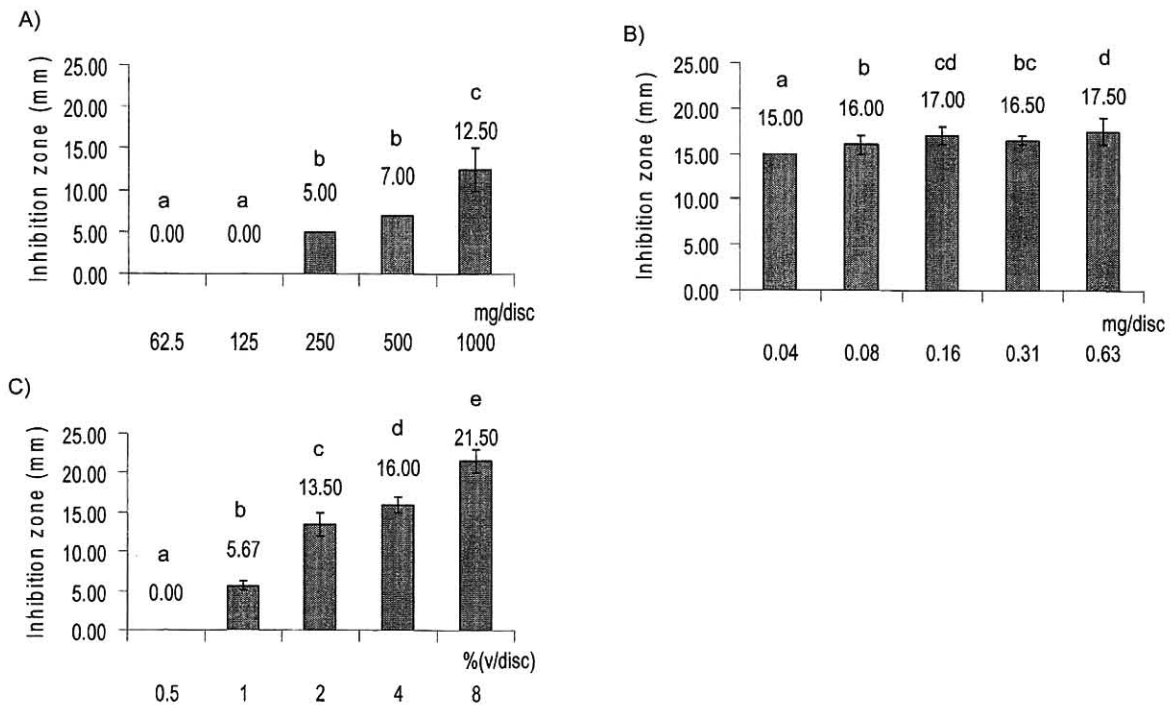 A)
Inhibition zone (mm)
25.00
20.00
15.00
10.00
5.00
0.00
a
0.00
a
0.00
b
5.00
b
7.00
c
12.50
mg/disc
62.5 125 250 500 1000
B)
Inhibition zone (mm)
25.00
20.00
15.00
10.00
5.00
0.00
a
15.00
b
16.00
cd
17.00
bc
16.50
d
17.50
mg/disc
0.04 0.08 0.16 0.31 0.63
C)
Inhibition zone (mm)
25.00
20.00
15.00
10.00
5.00
0.00
a
0.00
b
5.67
c
13.50
d
16.00
e
21.50
%(v/disc)
0.5 1 2 4 8